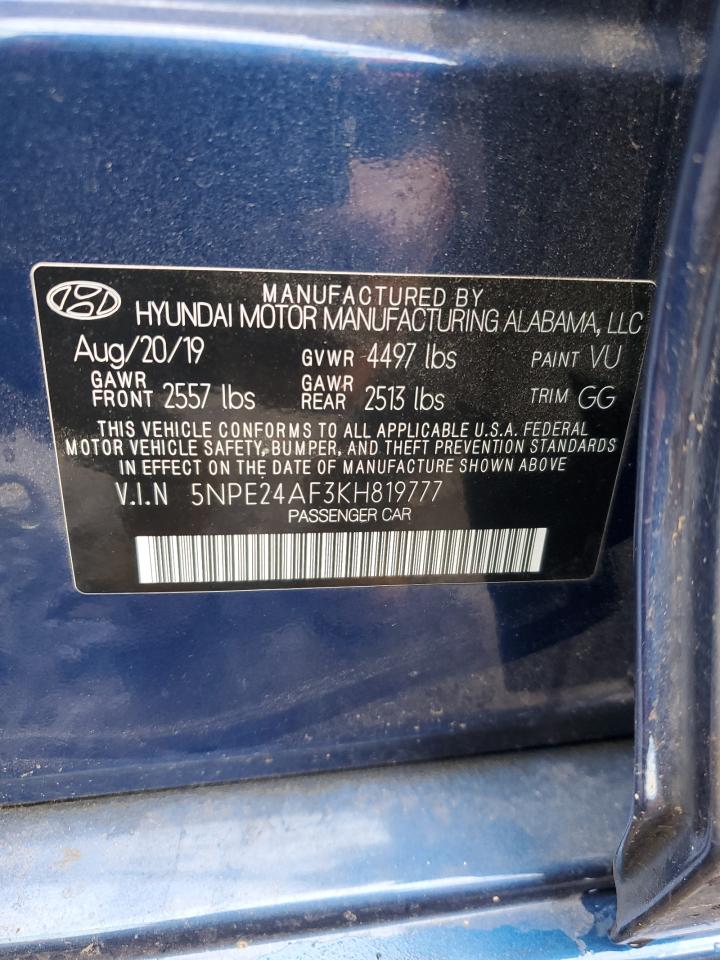 MANUFACTURED BY
HYUNDAI MOTOR MANUFACTURING ALABAMA, LLC
Aug/20/19 GVWR 4497 lbs PAINT VU
GAWR FRONT 2557 lbs GAWR REAR 2513 lbs TRIM GG
THIS VEHICLE CONFORMS TO ALL APPLICABLE U.S.A. FEDERAL
MOTOR VEHICLE SAFETY, BUMPER, AND THEFT PREVENTION STANDARDS
IN EFFECT ON THE DATE OF MANUFACTURE SHOWN ABOVE
V.I.N 5NPE24AF3KH819777
PASSENGER CAR